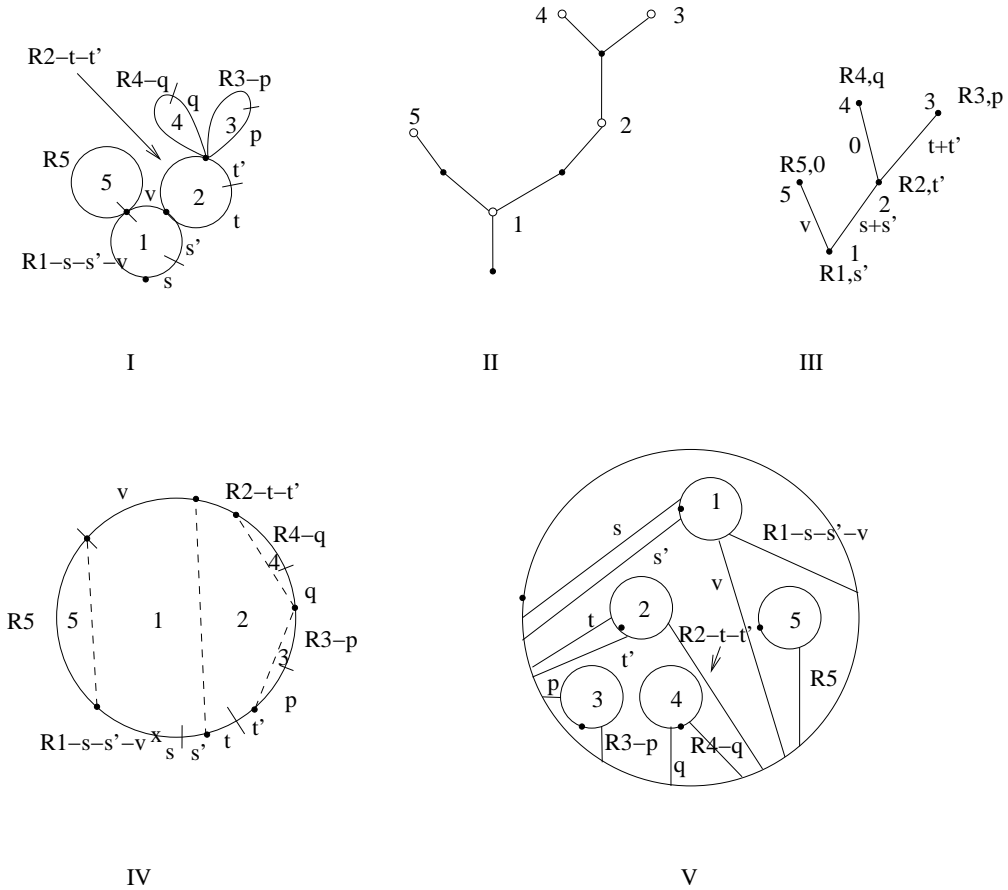 R2−t−t’
R4−q
R3−p
q
4
3
p
R5
5
v
t’
2
t
1
s’
R1−s−s’−v
s
I
4
3
5
2
1
II
R4,q
4
3
R3,p
R5,0
5
0
t+t’
R2,t’
2
v
s+s’
1
R1,s’
III
v
R2−t−t’
R4−q
4
q
R5
5
1
2
R3−p
3
p
R1−s−s’−v
x
s
s’
t
t’
IV
1
s
R1−s−s’−v
s’
v
2
t
R2−t−t’
5
t’
p
3
4
R5
R3−p
R4−q
q
V